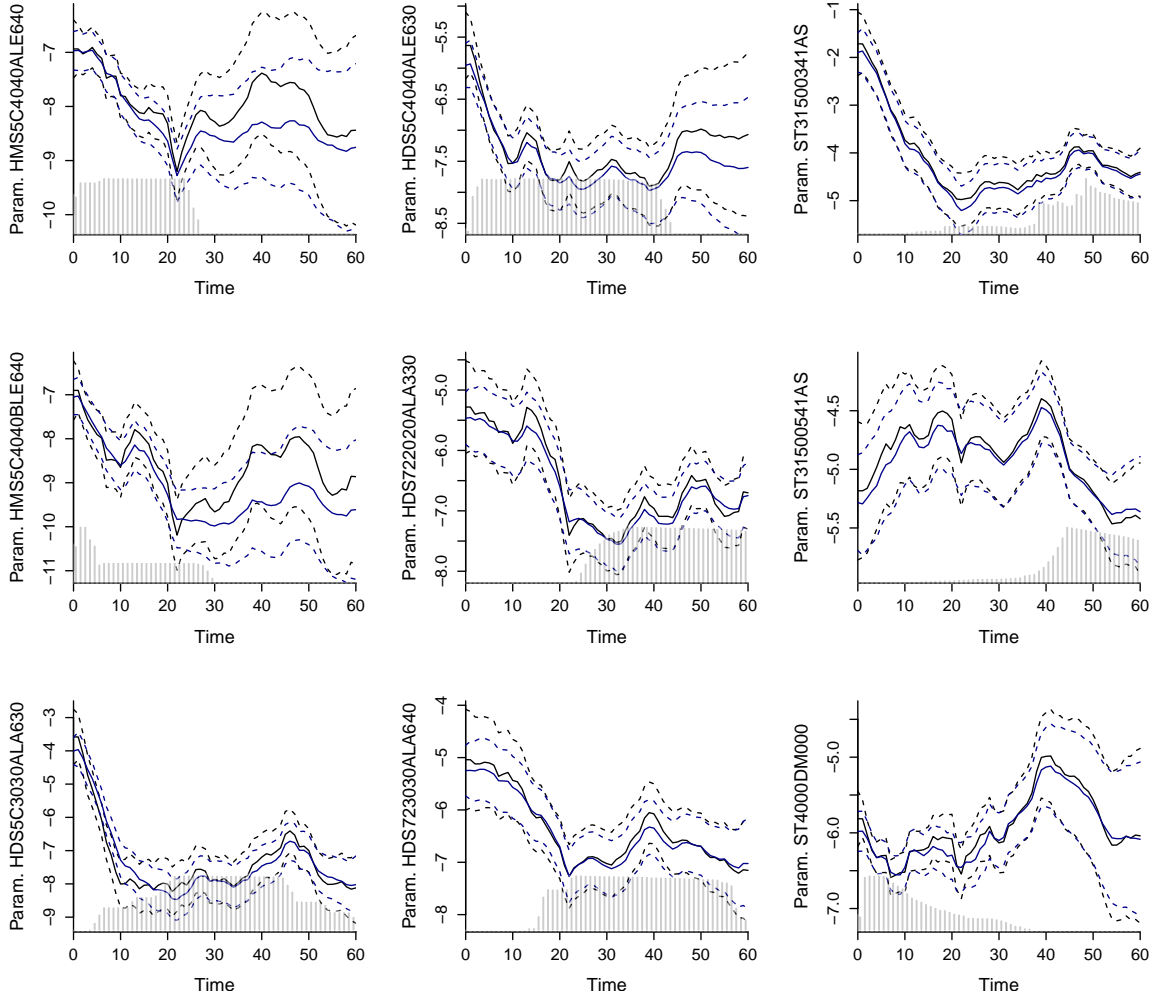 Param. HMS5C4040ALE640
−7
−8
−9
−10
0 10 20 30 40 50 60
Time
Param. HDS5C4040ALE630
−5.5
−6.5
−7.5
−8.5
0 10 20 30 40 50 60
Time
Param. ST31500341AS
−1
−2
−3
−4
−5
0 10 20 30 40 50 60
Time
Param. HMS5C4040BLE640
−7
−8
−9
−10
−11
0 10 20 30 40 50 60
Time
Param. HDS722020ALA330
−5.0
−6.0
−7.0
−8.0
0 10 20 30 40 50 60
Time
Param. ST31500541AS
−4.5
−5.0
−5.5
0 10 20 30 40 50 60
Time
Param. HDS5C3030ALA630
−3
−4
−5
−6
−7
−8
−9
0 10 20 30 40 50 60
Time
Param. HDS723030ALA640
−4
−5
−6
−7
−8
0 10 20 30 40 50 60
Time
Param. ST4000DM000
−5.0
−6.0
−7.0
0 10 20 30 40 50 60
Time